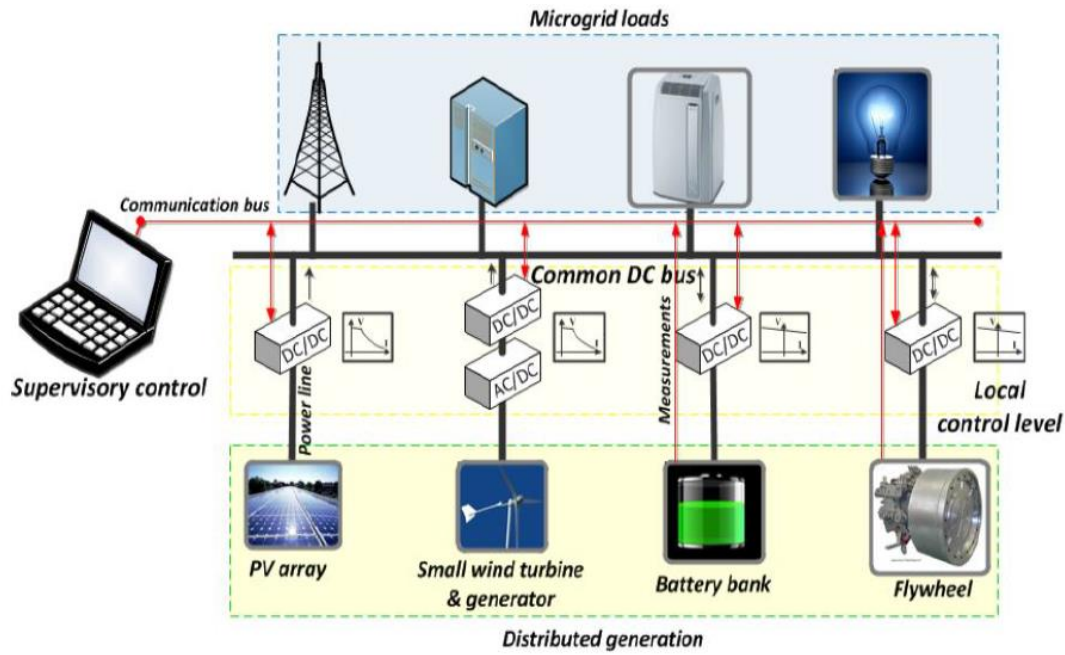 Microgrid loads
Communication bus
Common DC bus
Supervisory control
DC/DC
V
I
Power line
DC/DC
AC/DC
V
I
Measurements
DC/DC
V
I
DC/DC
V
I
Local
control level
PV array
Small wind turbine
& generator
Battery bank
Flywheel
Distributed generation